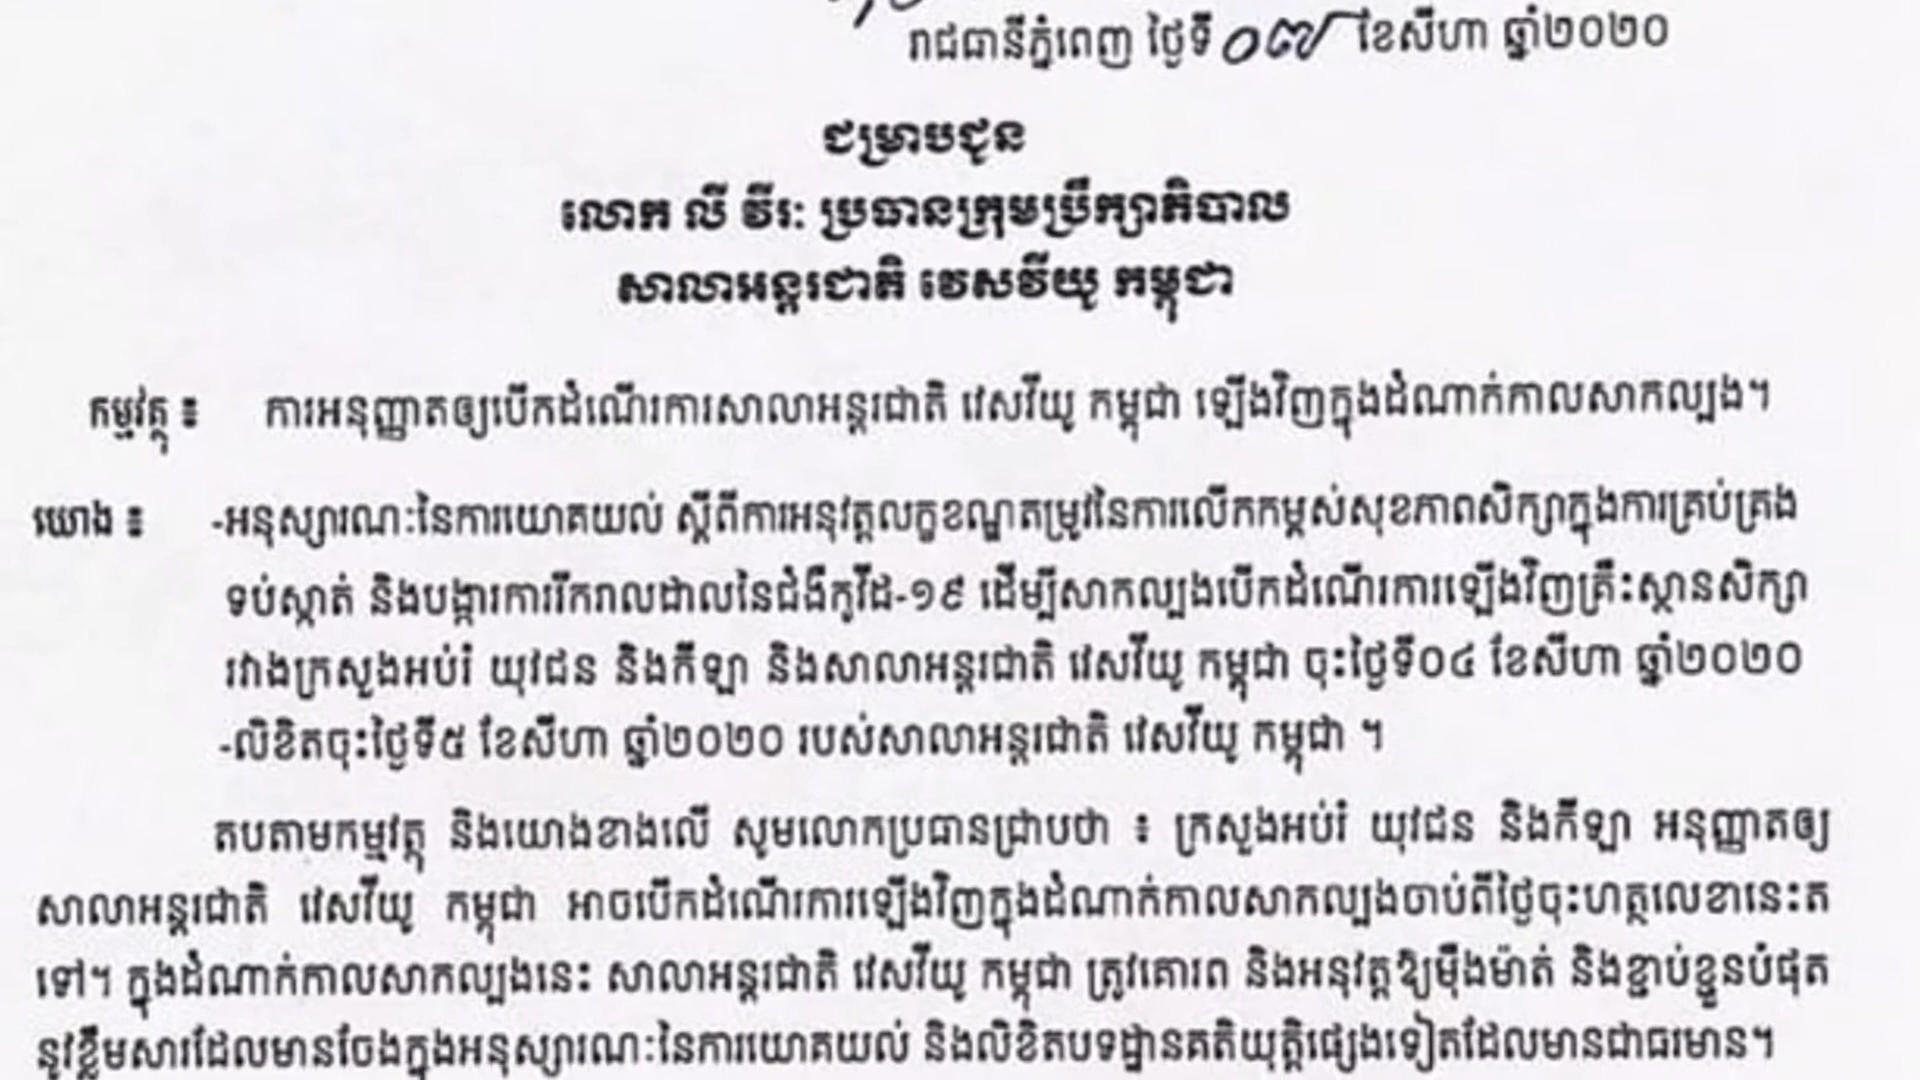 រាជធានីភ្នំពេញ ថ្ងៃទី ០៧ ខែសីហា ឆ្នាំ២០២០
ជម្រាបជូន
លោក លី វីរៈ ប្រធានក្រុមប្រឹក្សាភិបាល
សាលាអន្តរជាតិ វេសវីយូ កម្ពុជា
កម្មវត្ថុ ៖ ការអនុញ្ញាតឲ្យបើកដំណើរការសាលាអន្តរជាតិ វេសវីយូ កម្ពុជា ឡើងវិញក្នុងដំណាក់កាលសាកល្បង។
យោង ៖ -អនុស្សារណៈនៃការយោគយល់ ស្តីពីការអនុវត្តលក្ខខណ្ឌតម្រូវនៃការលើកកម្ពស់សុខភាពសិក្សាក្នុងការគ្រប់គ្រង
ទប់ស្កាត់ និងបង្ការការរីករាលដាលនៃជំងឺកូវីដ-១៩ ដើម្បីសាកល្បងបើកដំណើរការឡើងវិញគ្រឹះស្ថានសិក្សា
រវាងក្រសួងអប់រំ យុវជន និងកីឡា និងសាលាអន្តរជាតិ វេសវីយូ កម្ពុជា ចុះថ្ងៃទី០៤ ខែសីហា ឆ្នាំ២០២០
-លិខិតចុះថ្ងៃទី៥ ខែសីហា ឆ្នាំ២០២០ របស់សាលាអន្តរជាតិ វេសវីយូ កម្ពុជា ។
តបតាមកម្មវត្ថុ និងយោងខាងលើ សូមលោកប្រធានជ្រាបថា ៖ ក្រសួងអប់រំ យុវជន និងកីឡា អនុញ្ញាតឲ្យ
សាលាអន្តរជាតិ វេសវីយូ កម្ពុជា អាចបើកដំណើរការឡើងវិញក្នុងដំណាក់កាលសាកល្បងចាប់ពីថ្ងៃចុះហត្ថលេខានេះត
ទៅ។ ក្នុងដំណាក់កាលសាកល្បងនេះ សាលាអន្តរជាតិ វេសវីយូ កម្ពុជា ត្រូវគោរព និងអនុវត្តឱ្យម៉ឺងម៉ាត់ និងខ្ជាប់ខ្ជួនបំផុត
នូវខ្លឹមសារដែលមានចែងក្នុងអនុស្សារណៈនៃការយោគយល់ និងលិខិតបទដ្ឋានគតិយុត្តិផ្សេងទៀតដែលមានជាធរមាន។